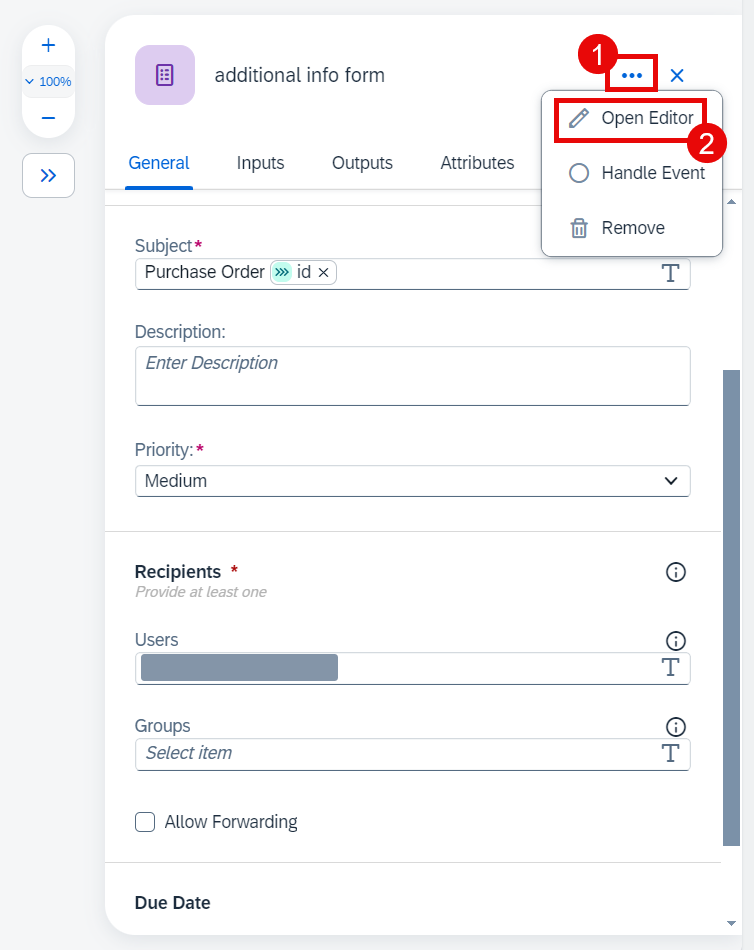 1
additional info form
100%
Open Editor
2
General
Inputs
Outputs
Attributes
Handle Event
Remove
Subject*
Purchase Order id
Description:
Enter Description
Priority:*
Medium
Recipients *
Provide at least one
Users
Groups
Select item
Allow Forwarding
Due Date